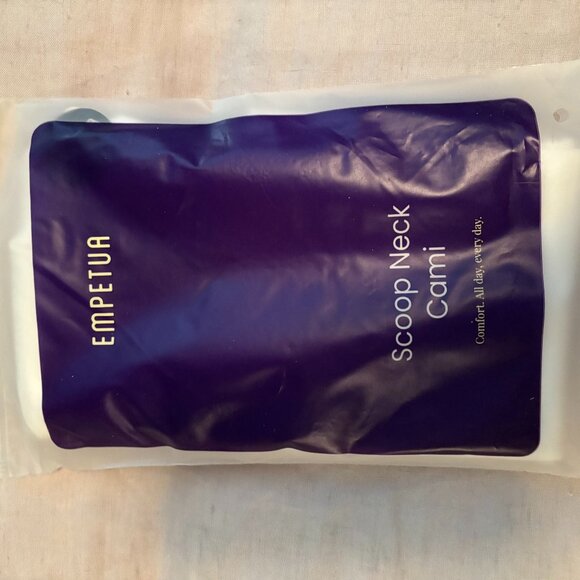 EMPETUA
Scoop Neck
Cami
Comfort. All day, every day.